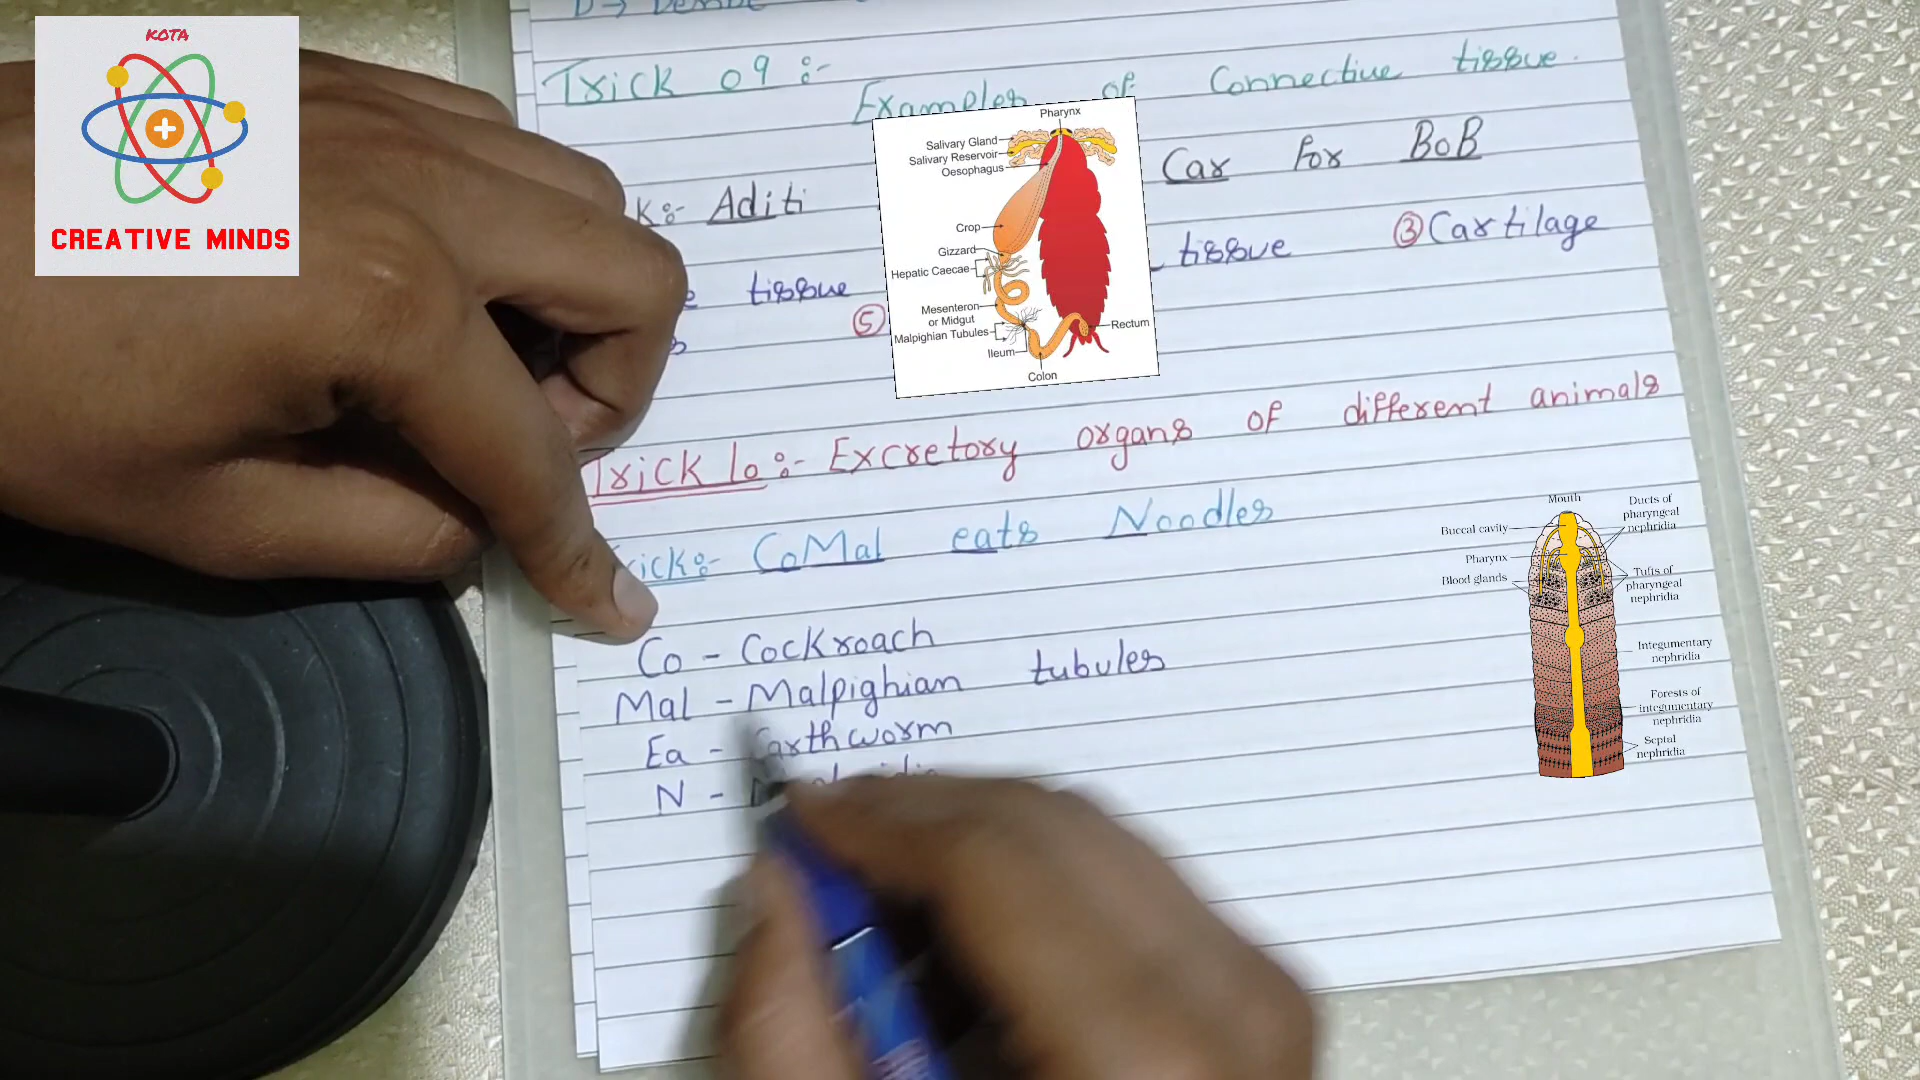 KOTA
CREATIVE MINDS
Trick 09 :-
Examples of Connective tissue.
k:- Aditi
Car for BoB
tissue
tissue
③ Cartilage
⑤
Pharynx
Salivary Gland
Salivary Reservoir
Oesophagus
Crop
Gizzard
Hepatic Caecae
Mesenteron
or Midgut
Malpighian Tubules
Ileum
Colon
Rectum
Trick 10:- Excretory organs of different animals
Trick:- CoMal eats Noodles
Co - Cockroach
Mal - Malpighian tubules
Ea - Earthworm
N -
Mouth
Buccal cavity
Pharynx
Blood glands
Ducts of
pharyngeal
nephridia
Tufts of
pharyngeal
nephridia
Integumentary
nephridia
Forests of
integumentary
nephridia
Septal
nephridia